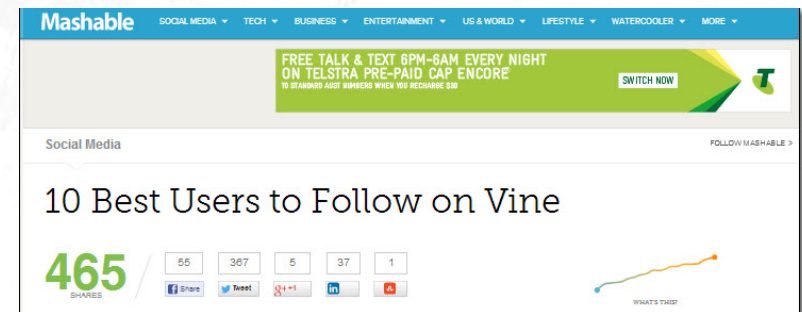 Mashable SOCIAL MEDIA TECH BUSINESS ENTERTAINMENT US & WORLD LIFESTYLE WATERCOOLER MORE
FREE TALK & TEXT 6PM-6AM EVERY NIGHT
ON TELSTRA PRE-PAID CAP ENCORE
TO STANDARD AUST NUMBERS WHEN YOU RECHARGE $30
SWITCH NOW
Social Media FOLLOW MASHABLE >
10 Best Users to Follow on Vine
465 55 367 5 37 1
SHARES Share Tweet g+ +1 in
WHAT'S THIS?